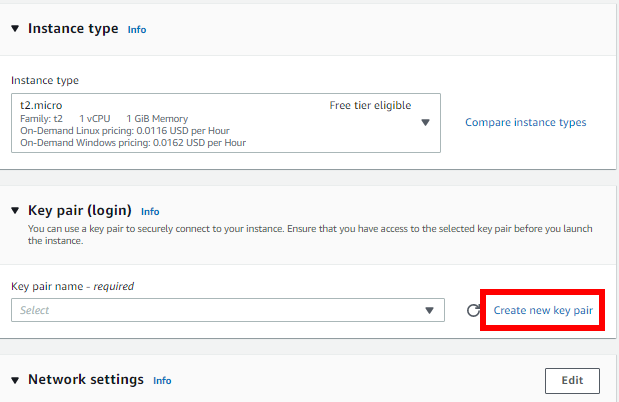 Instance type Info
Instance type
t2.micro Free tier eligible
Family: t2 1 vCPU 1 GiB Memory
On-Demand Linux pricing: 0.0116 USD per Hour
On-Demand Windows pricing: 0.0162 USD per Hour
Compare instance types
Key pair (login) Info
You can use a key pair to securely connect to your instance. Ensure that you have access to the selected key pair before you launch
the instance.
Key pair name - required
Select
Create new key pair
Network settings Info
Edit